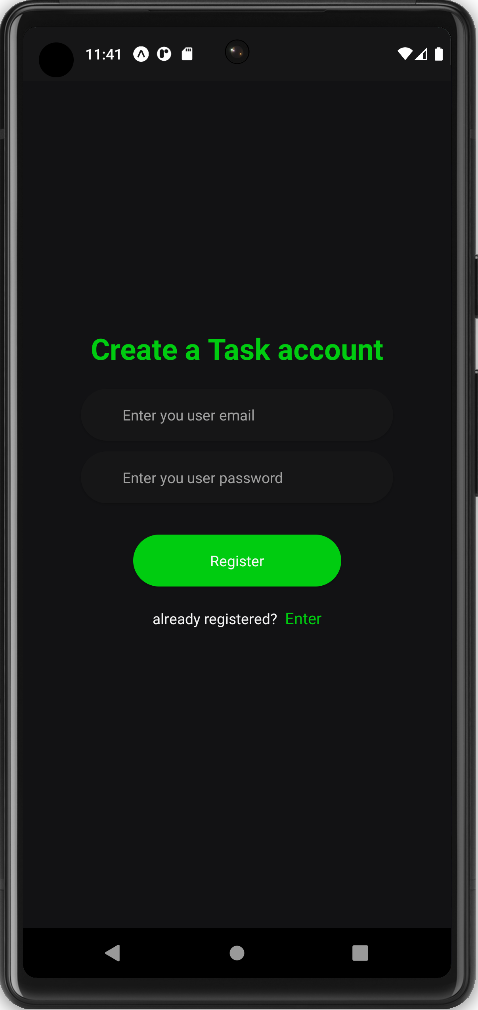 11:41
Create a Task account
Enter you user email
Enter you user password
Register
already registered? Enter